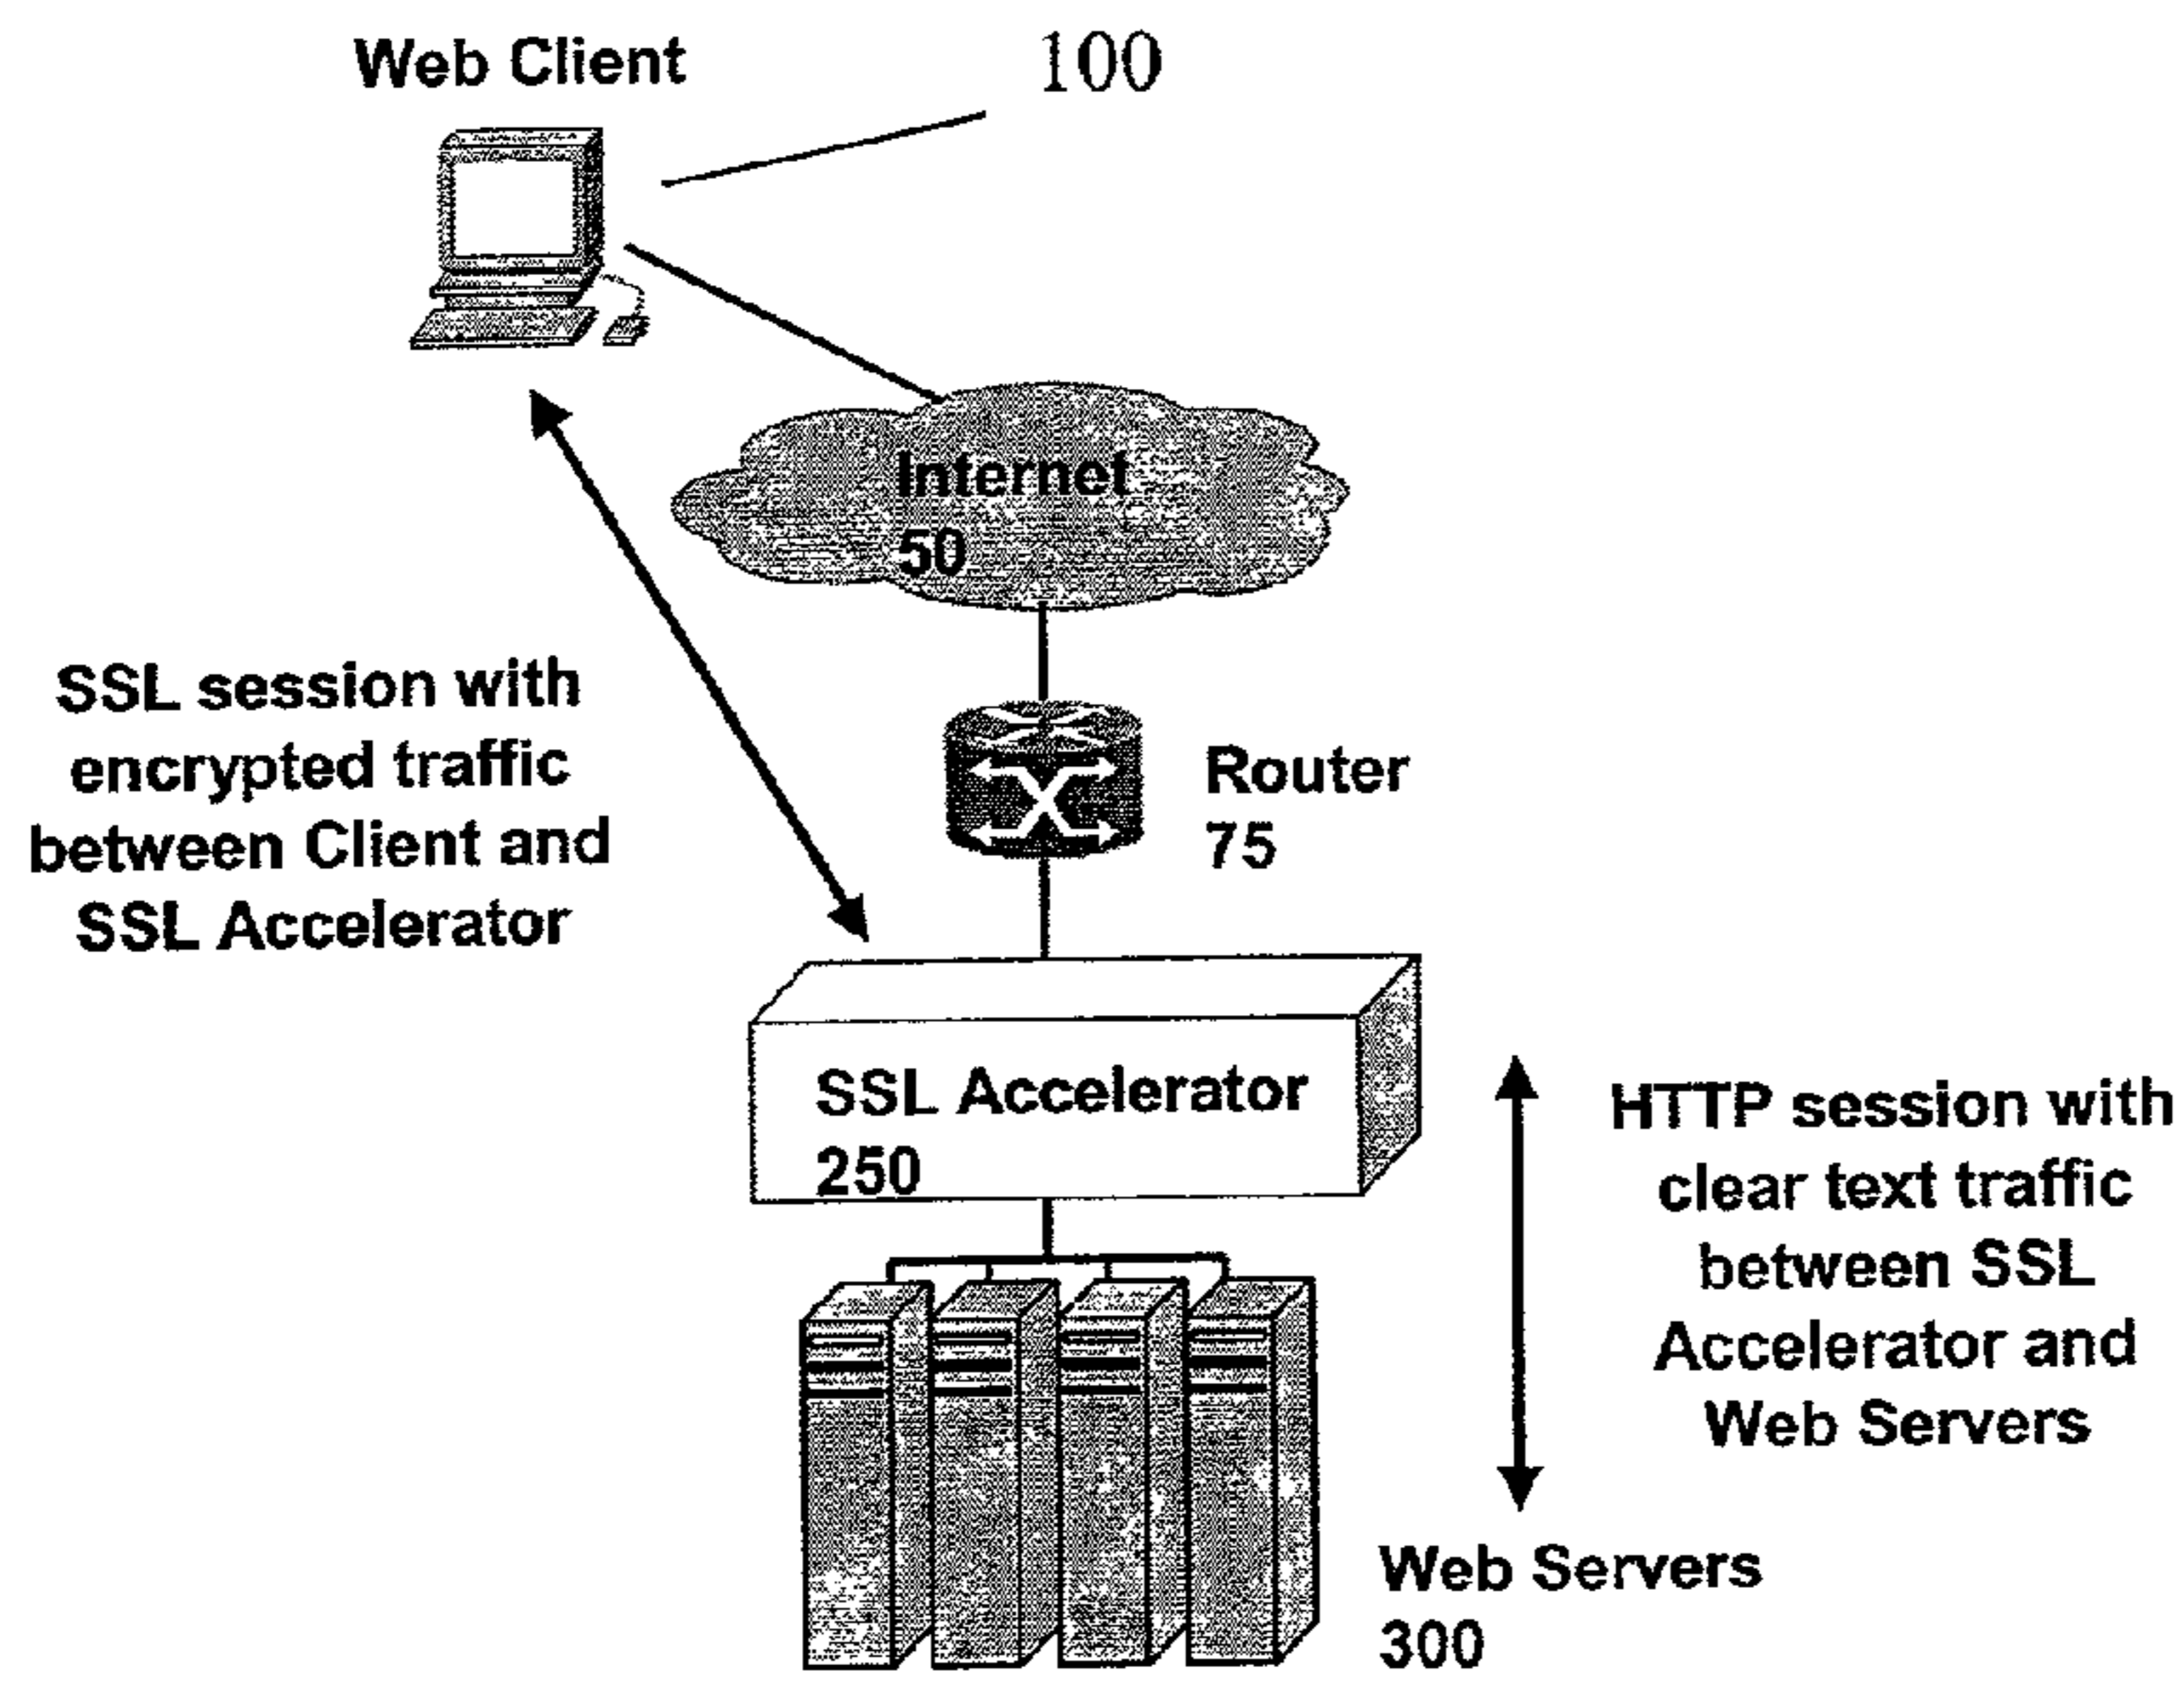 Web Client
100
Internet
50
SSL session with
encrypted traffic
between Client and
SSL Accelerator
Router
75
SSL Accelerator
250
HTTP session with
clear text traffic
between SSL
Accelerator and
Web Servers
Web Servers
300